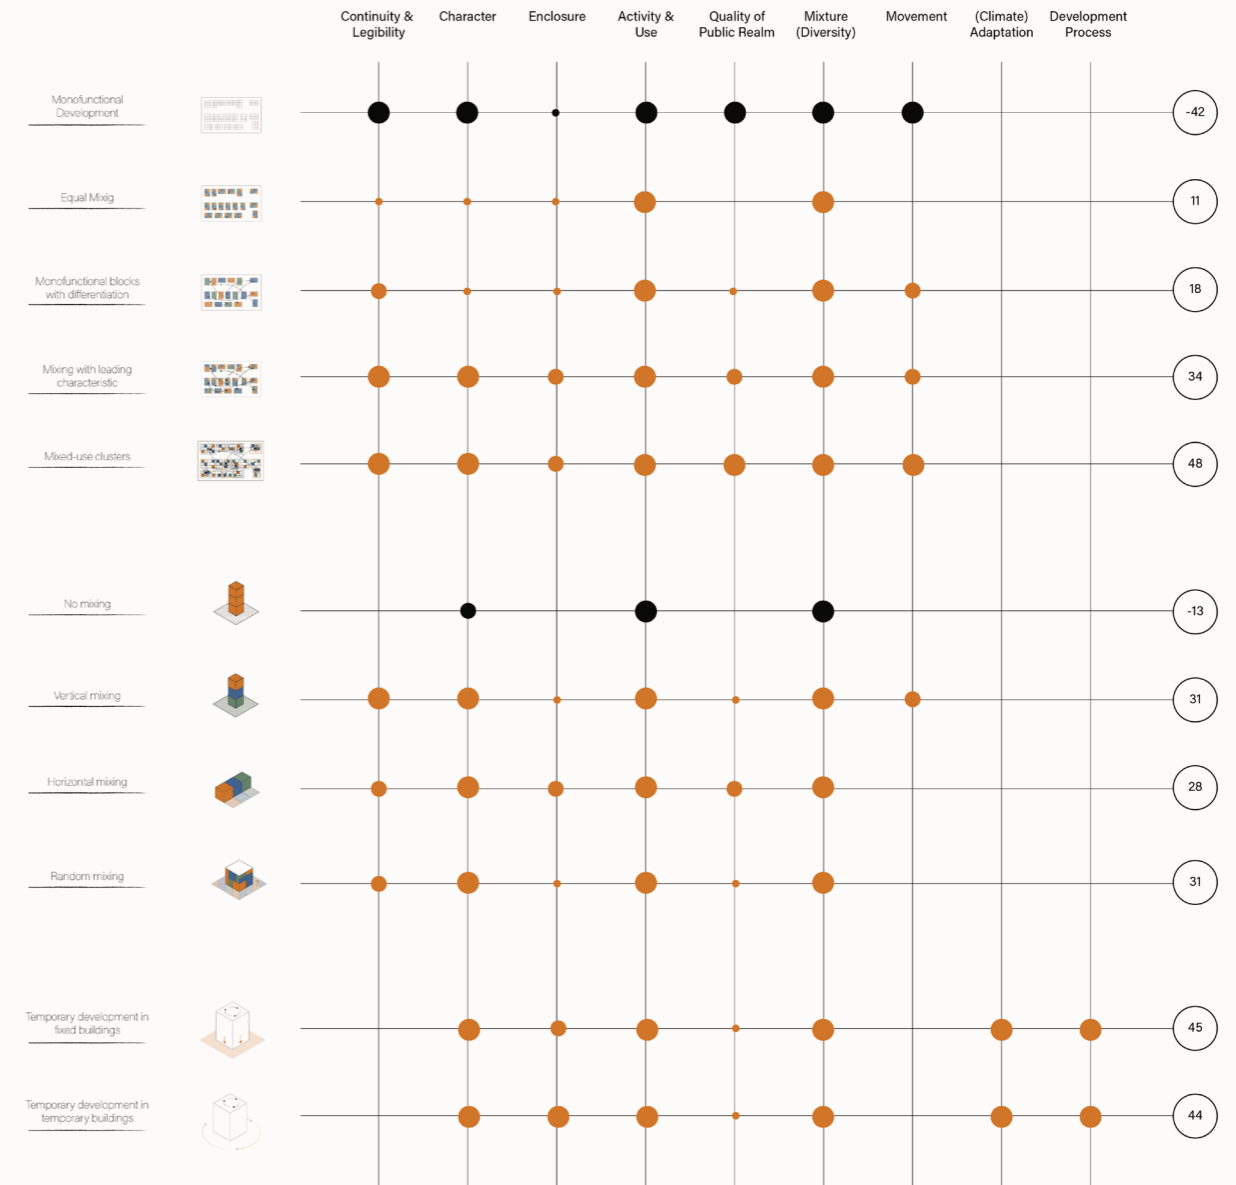 Continuity &
Legibility
Character
Enclosure
Activity &
Use
Quality of
Public Realm
Mixture
(Diversity)
Movement
(Climate)
Adaptation
Development
Process
Monofunctional
Development
-42
Equal Mixig
11
Monofunctional blocks
with differentiation
18
Mixing with leading
characteristic
34
Mixed-use clusters
48
No mixing
-13
Vertical mixing
31
Horizontal mixing
28
Random mixing
31
Temporary development in
fixed buildings
45
Temporary development in
temporary buildings
44